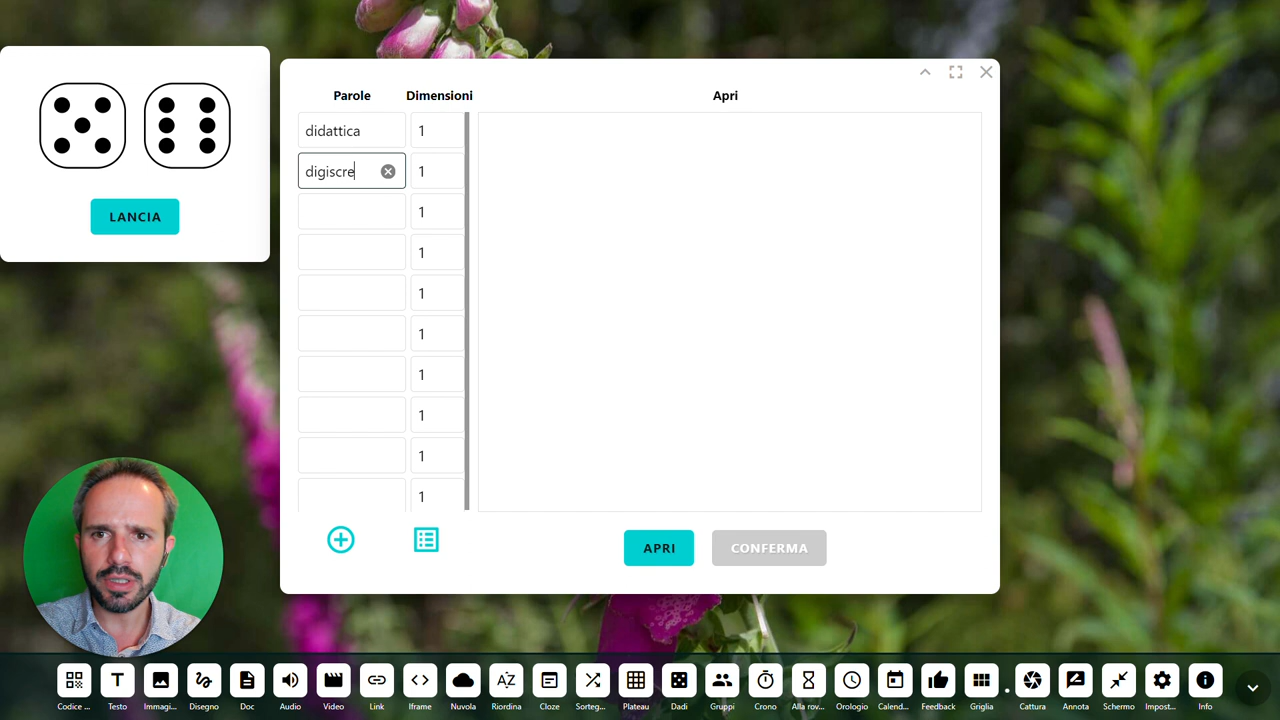 Parole Dimensioni Apri
didattica 1
digiscre 1
1
1
1
1
1
1
1
1
LANCIA
APRI CONFERMA
Codice ... Testo Immagi... Disegno Doc Audio Video Link Iframe Nuvola Riordina Cloze Sorteg... Plateau Dadi Gruppi Crono Alla rov... Orologio Calend... Feedback Griglia Cattura Annota Schermo Impost... Info